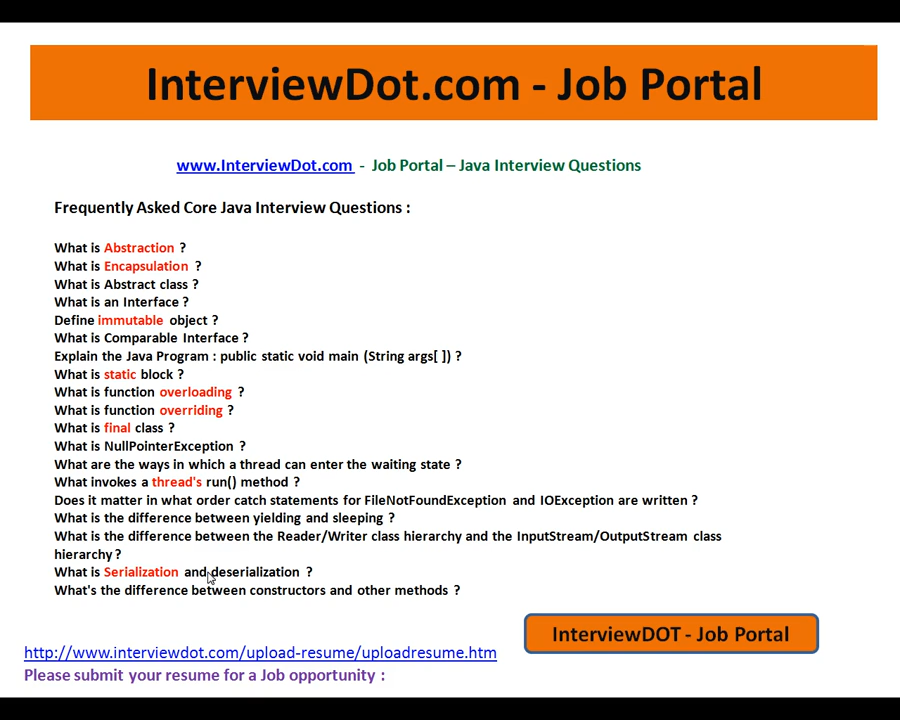 InterviewDot.com - Job Portal
www.InterviewDot.com - Job Portal – Java Interview Questions
Frequently Asked Core Java Interview Questions :
What is Abstraction ?
What is Encapsulation ?
What is Abstract class ?
What is an Interface ?
Define immutable object ?
What is Comparable Interface ?
Explain the Java Program : public static void main (String args[ ]) ?
What is static block ?
What is function overloading ?
What is function overriding ?
What is final class ?
What is NullPointerException ?
What are the ways in which a thread can enter the waiting state ?
What invokes a thread's run() method ?
Does it matter in what order catch statements for FileNotFoundException and IOException are written ?
What is the difference between yielding and sleeping ?
What is the difference between the Reader/Writer class hierarchy and the InputStream/OutputStream class
hierarchy ?
What is Serialization and deserialization ?
What's the difference between constructors and other methods ?
InterviewDOT - Job Portal
http://www.interviewdot.com/upload-resume/uploadresume.htm
Please submit your resume for a Job opportunity :